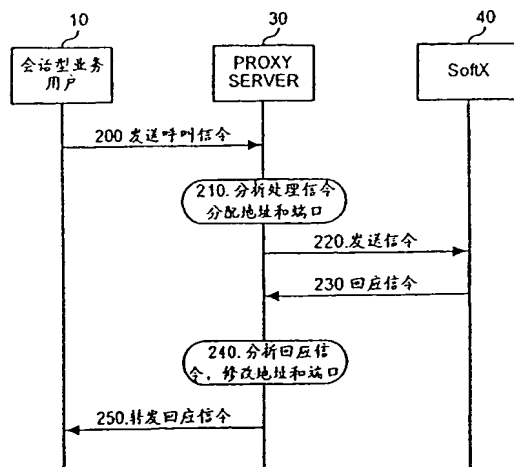 10
30
40
会话型业务
用户
PROXY
SERVER
SoftX
200 发送呼叫信令
210.分析处理信令
分配地址和端口
220.发送信令
230 回应信令
240.分析回应信
令，修改地址和端口
250.转发回应信令